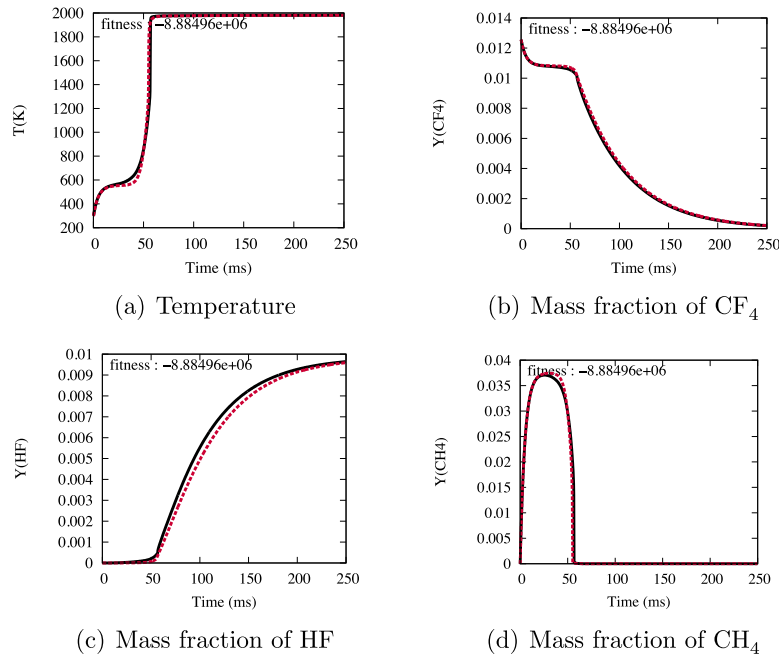 2000
1800
1600
1400
1200
1000
800
600
400
200
T(K)
fitness : −8.88496e+06
0 50 100 150 200 250
Time (ms)
(a) Temperature
0.014
0.012
0.01
0.008
0.006
0.004
0.002
0
Y(CF4)
fitness : −8.88496e+06
0 50 100 150 200 250
Time (ms)
(b) Mass fraction of CF₄
0.01
0.009
0.008
0.007
0.006
0.005
0.004
0.003
0.002
0.001
0
Y(HF)
fitness : −8.88496e+06
0 50 100 150 200 250
Time (ms)
(c) Mass fraction of HF
0.04
0.035
0.03
0.025
0.02
0.015
0.01
0.005
0
Y(CH4)
fitness : −8.88496e+06
0 50 100 150 200 250
Time (ms)
(d) Mass fraction of CH₄